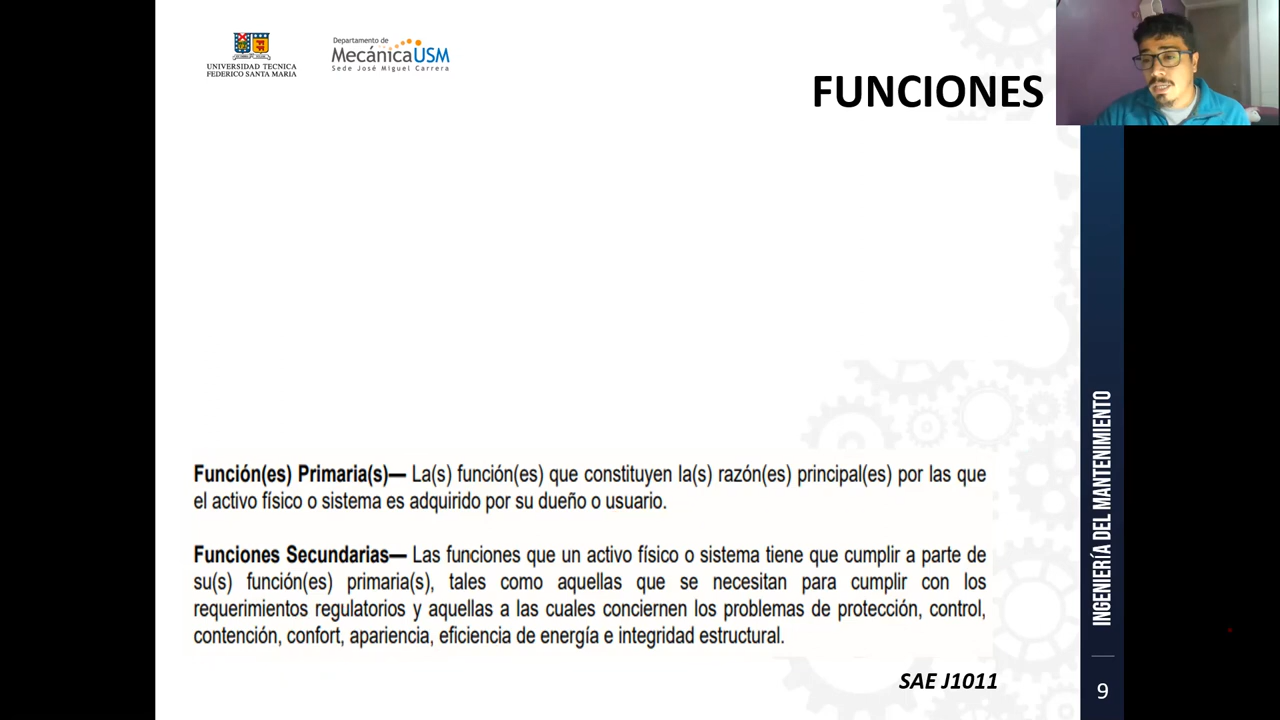 UNIVERSIDAD TECNICA
FEDERICO SANTA MARIA
Departamento de
MecánicaUSM
Sede José Miguel Carrera
FUNCIONES
Función(es) Primaria(s)— La(s) función(es) que constituyen la(s) razón(es) principal(es) por las que
el activo físico o sistema es adquirido por su dueño o usuario.
Funciones Secundarias— Las funciones que un activo físico o sistema tiene que cumplir a parte de
su(s) función(es) primaria(s), tales como aquellas que se necesitan para cumplir con los
requerimientos regulatorios y aquellas a las cuales conciernen los problemas de protección, control,
contención, confort, apariencia, eficiencia de energía e integridad estructural.
SAE J1011
INGENIERÍA DEL MANTENIMIENTO
9